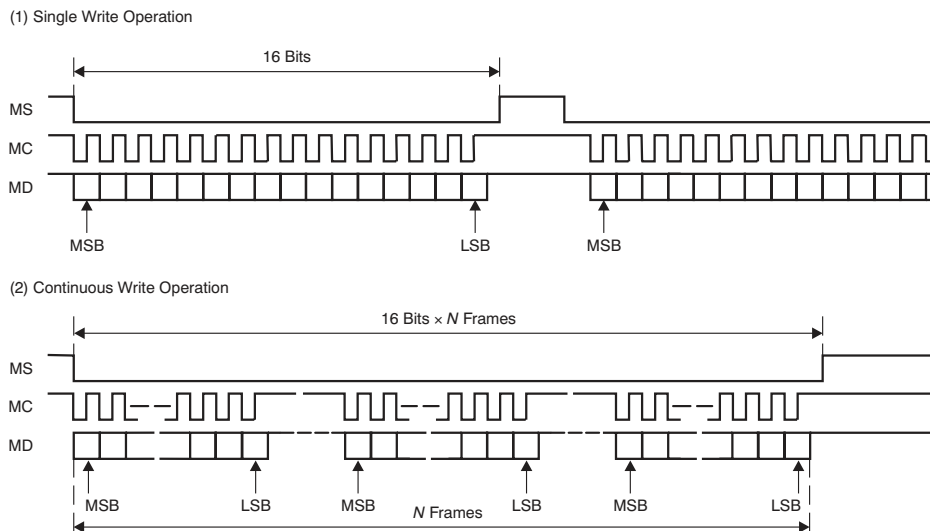 (1) Single Write Operation
16 Bits
MS
MC
MD
MSB LSB MSB
(2) Continuous Write Operation
16 Bits × N Frames
MS
MC
MD
MSB LSB MSB LSB MSB LSB
N Frames